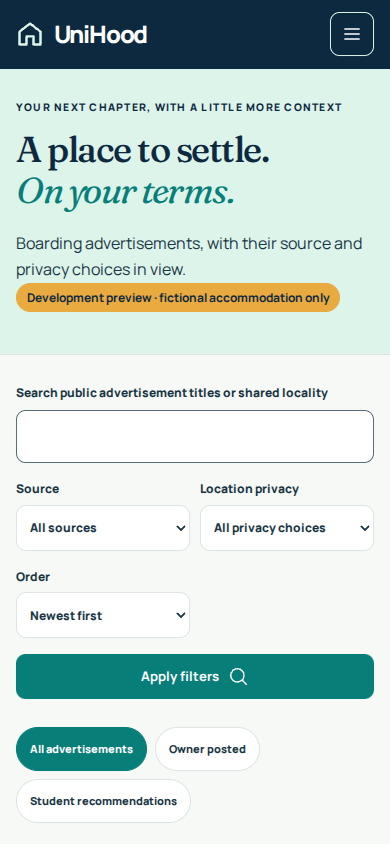 UniHood
YOUR NEXT CHAPTER, WITH A LITTLE MORE CONTEXT
A place to settle.
On your terms.
Boarding advertisements, with their source and
privacy choices in view.
Development preview · fictional accommodation only
Search public advertisement titles or shared locality
Source
Location privacy
All sources
All privacy choices
Order
Newest first
Apply filters
All advertisements
Owner posted
Student recommendations